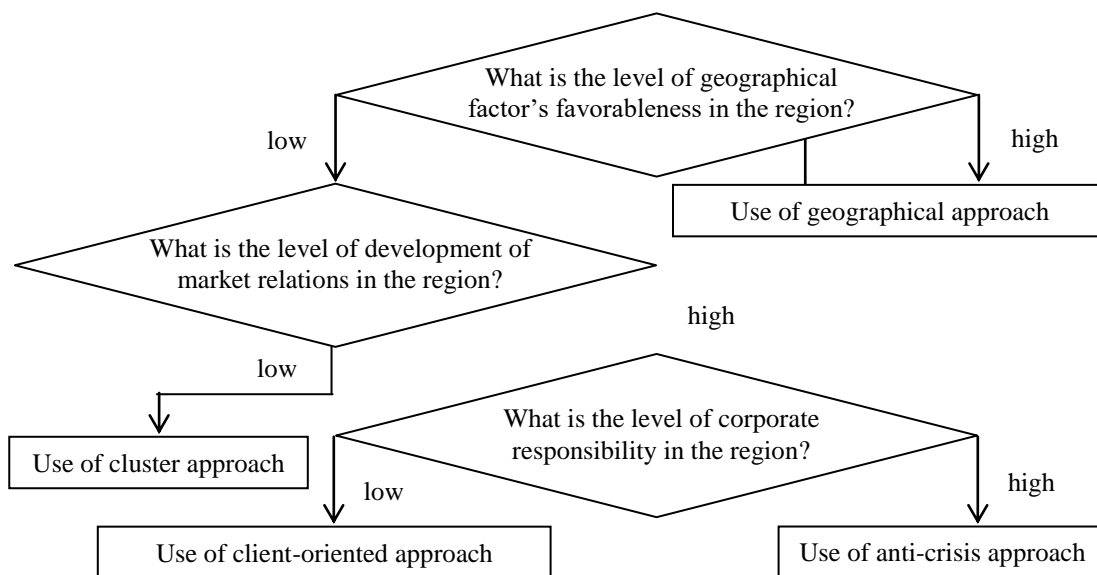 What is the level of geographical
factor's favorableness in the region?
low
high
Use of geographical approach
What is the level of development of
market relations in the region?
high
low
What is the level of corporate
responsibility in the region?
Use of cluster approach
low
high
Use of client-oriented approach
Use of anti-crisis approach